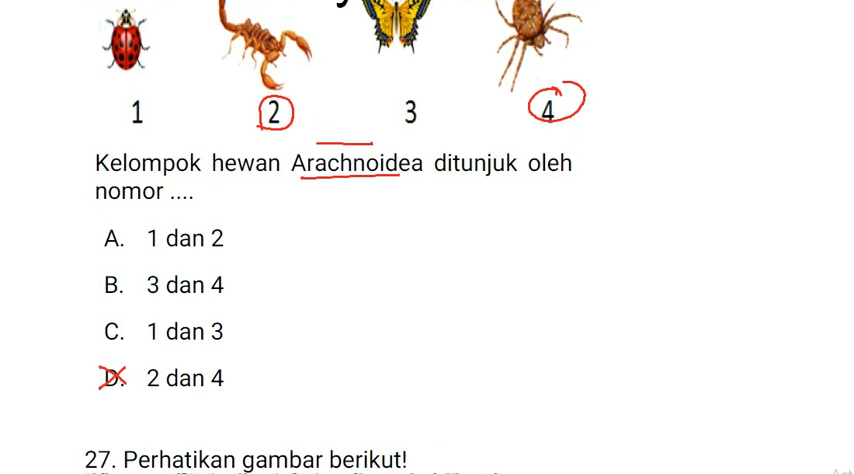 1 2 3 4
Kelompok hewan Arachnoidea ditunjuk oleh
nomor ....
A. 1 dan 2
B. 3 dan 4
C. 1 dan 3
D. 2 dan 4
27. Perhatikan gambar berikut!